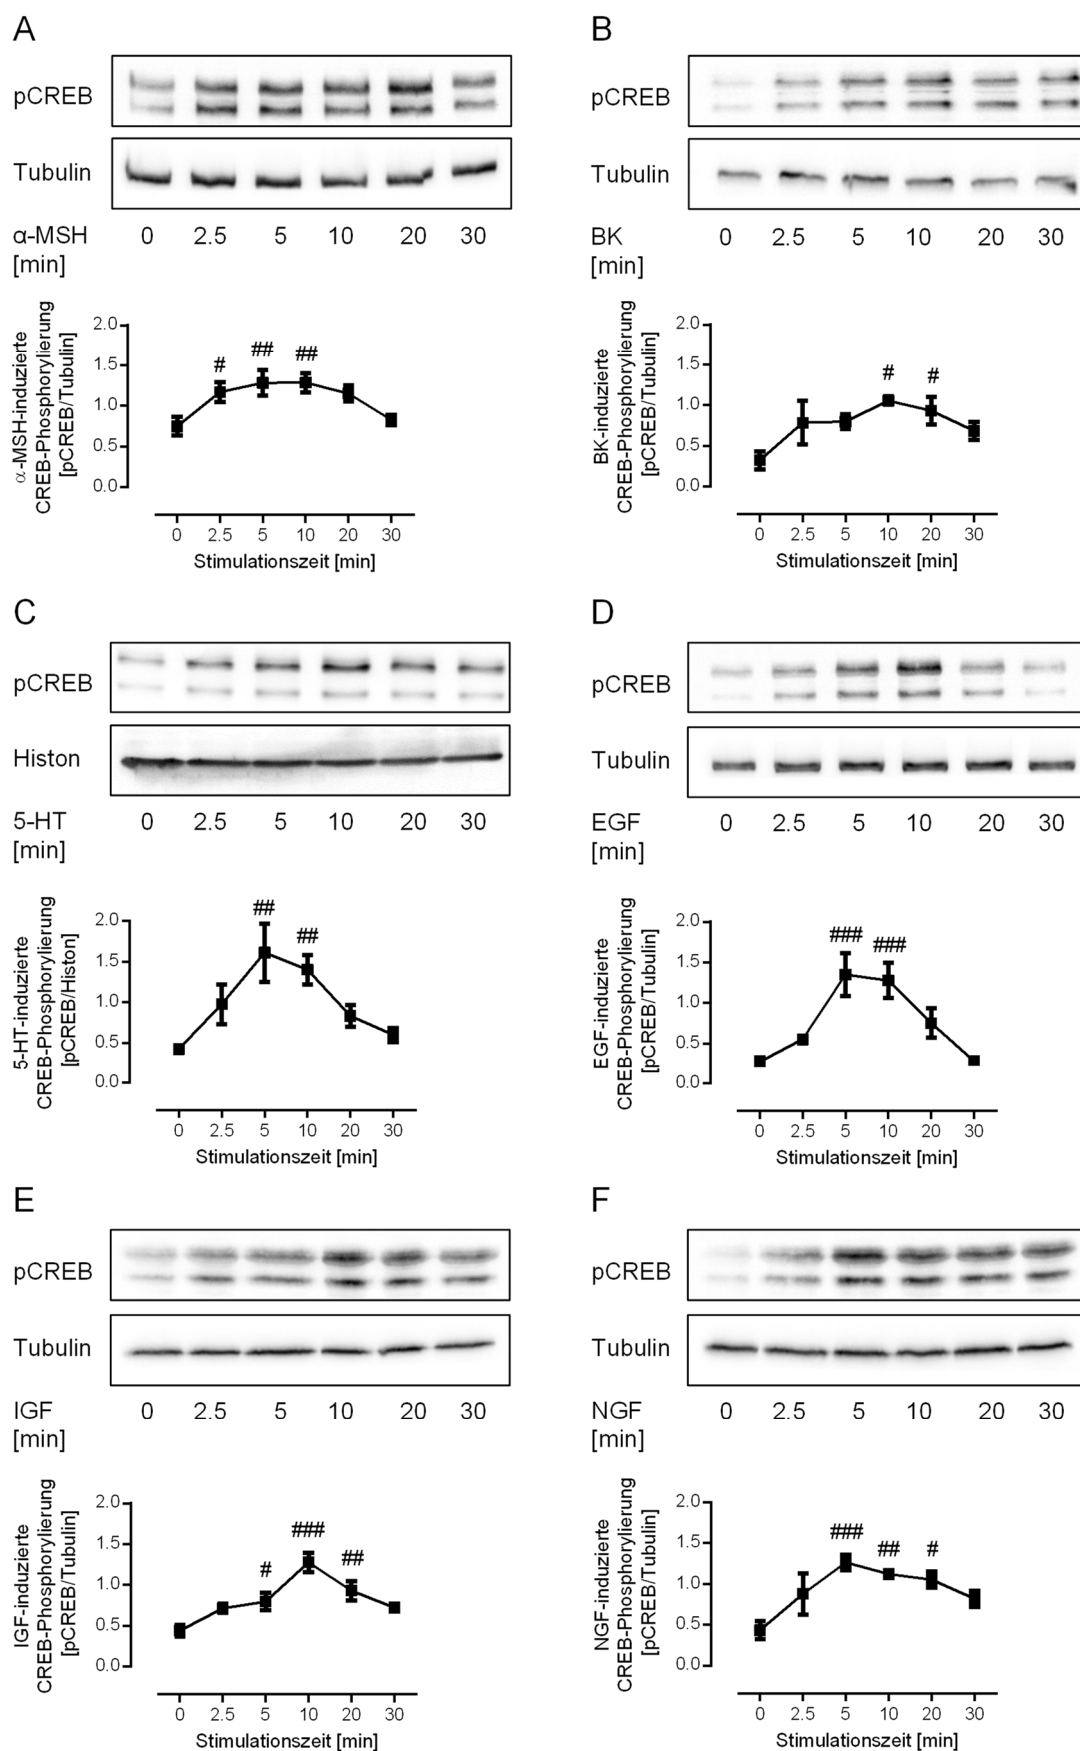 A
pCREB
Tubulin
α-MSH 0 2.5 5 10 20 30
[min]
α-MSH-induzierte
CREB-Phosphorylierung
[pCREB/Tubulin]
2.0
1.5
1.0
0.5
0.0
# ## ##
0 2.5 5 10 20 30
Stimulationszeit [min]
B
pCREB
Tubulin
BK 0 2.5 5 10 20 30
[min]
BK-induzierte
CREB-Phosphorylierung
[pCREB/Tubulin]
2.0
1.5
1.0
0.5
0.0
# #
0 2.5 5 10 20 30
Stimulationszeit [min]
C
pCREB
Histon
5-HT 0 2.5 5 10 20 30
[min]
5-HT-induzierte
CREB-Phosphorylierung
[pCREB/Histon]
2.0
1.5
1.0
0.5
0.0
## ##
0 2.5 5 10 20 30
Stimulationszeit [min]
D
pCREB
Tubulin
EGF 0 2.5 5 10 20 30
[min]
EGF-induzierte
CREB-Phosphorylierung
[pCREB/Tubulin]
2.0
1.5
1.0
0.5
0.0
### ###
0 2.5 5 10 20 30
Stimulationszeit [min]
E
pCREB
Tubulin
IGF 0 2.5 5 10 20 30
[min]
IGF-induzierte
CREB-Phosphorylierung
[pCREB/Tubulin]
2.0
1.5
1.0
0.5
0.0
# ### ##
0 2.5 5 10 20 30
Stimulationszeit [min]
F
pCREB
Tubulin
NGF 0 2.5 5 10 20 30
[min]
NGF-induzierte
CREB-Phosphorylierung
[pCREB/Tubulin]
2.0
1.5
1.0
0.5
0.0
### ## #
0 2.5 5 10 20 30
Stimulationszeit [min]